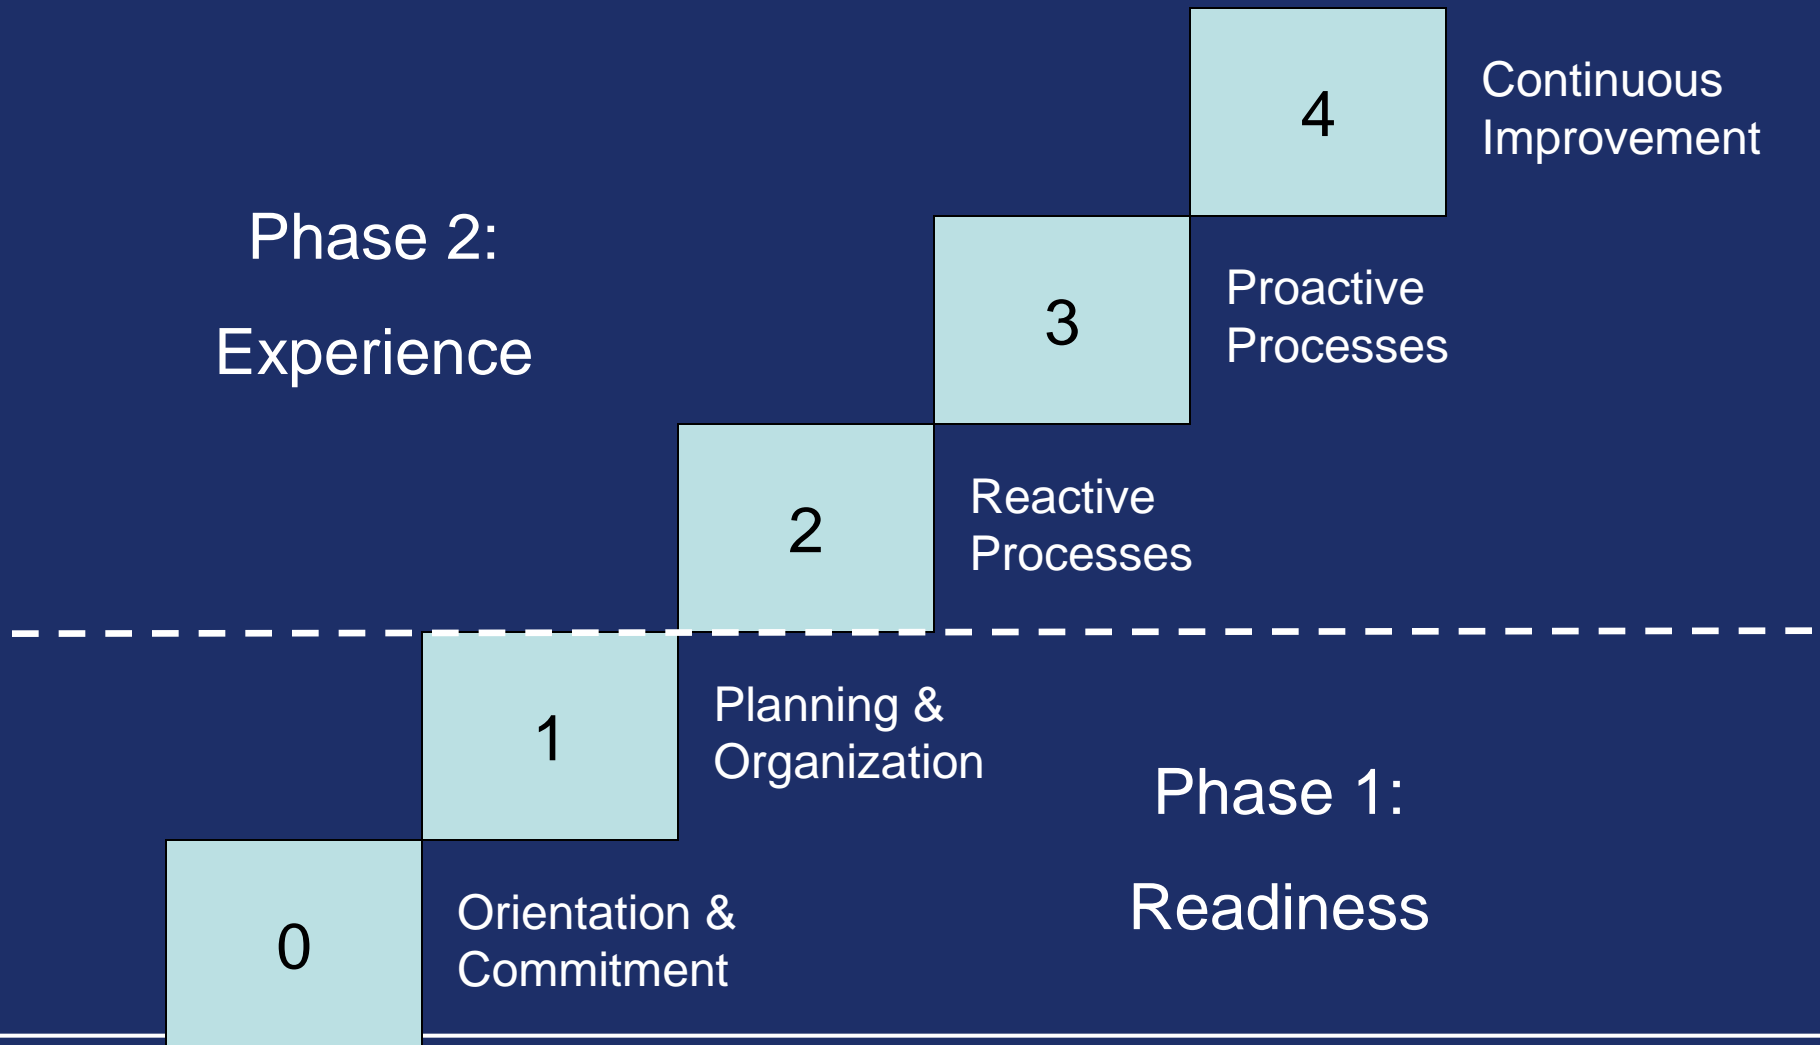 4
Continuous
Improvement
Phase 2:
Experience
3
Proactive
Processes
2
Reactive
Processes
1
Planning &
Organization
Phase 1:
Readiness
0
Orientation &
Commitment